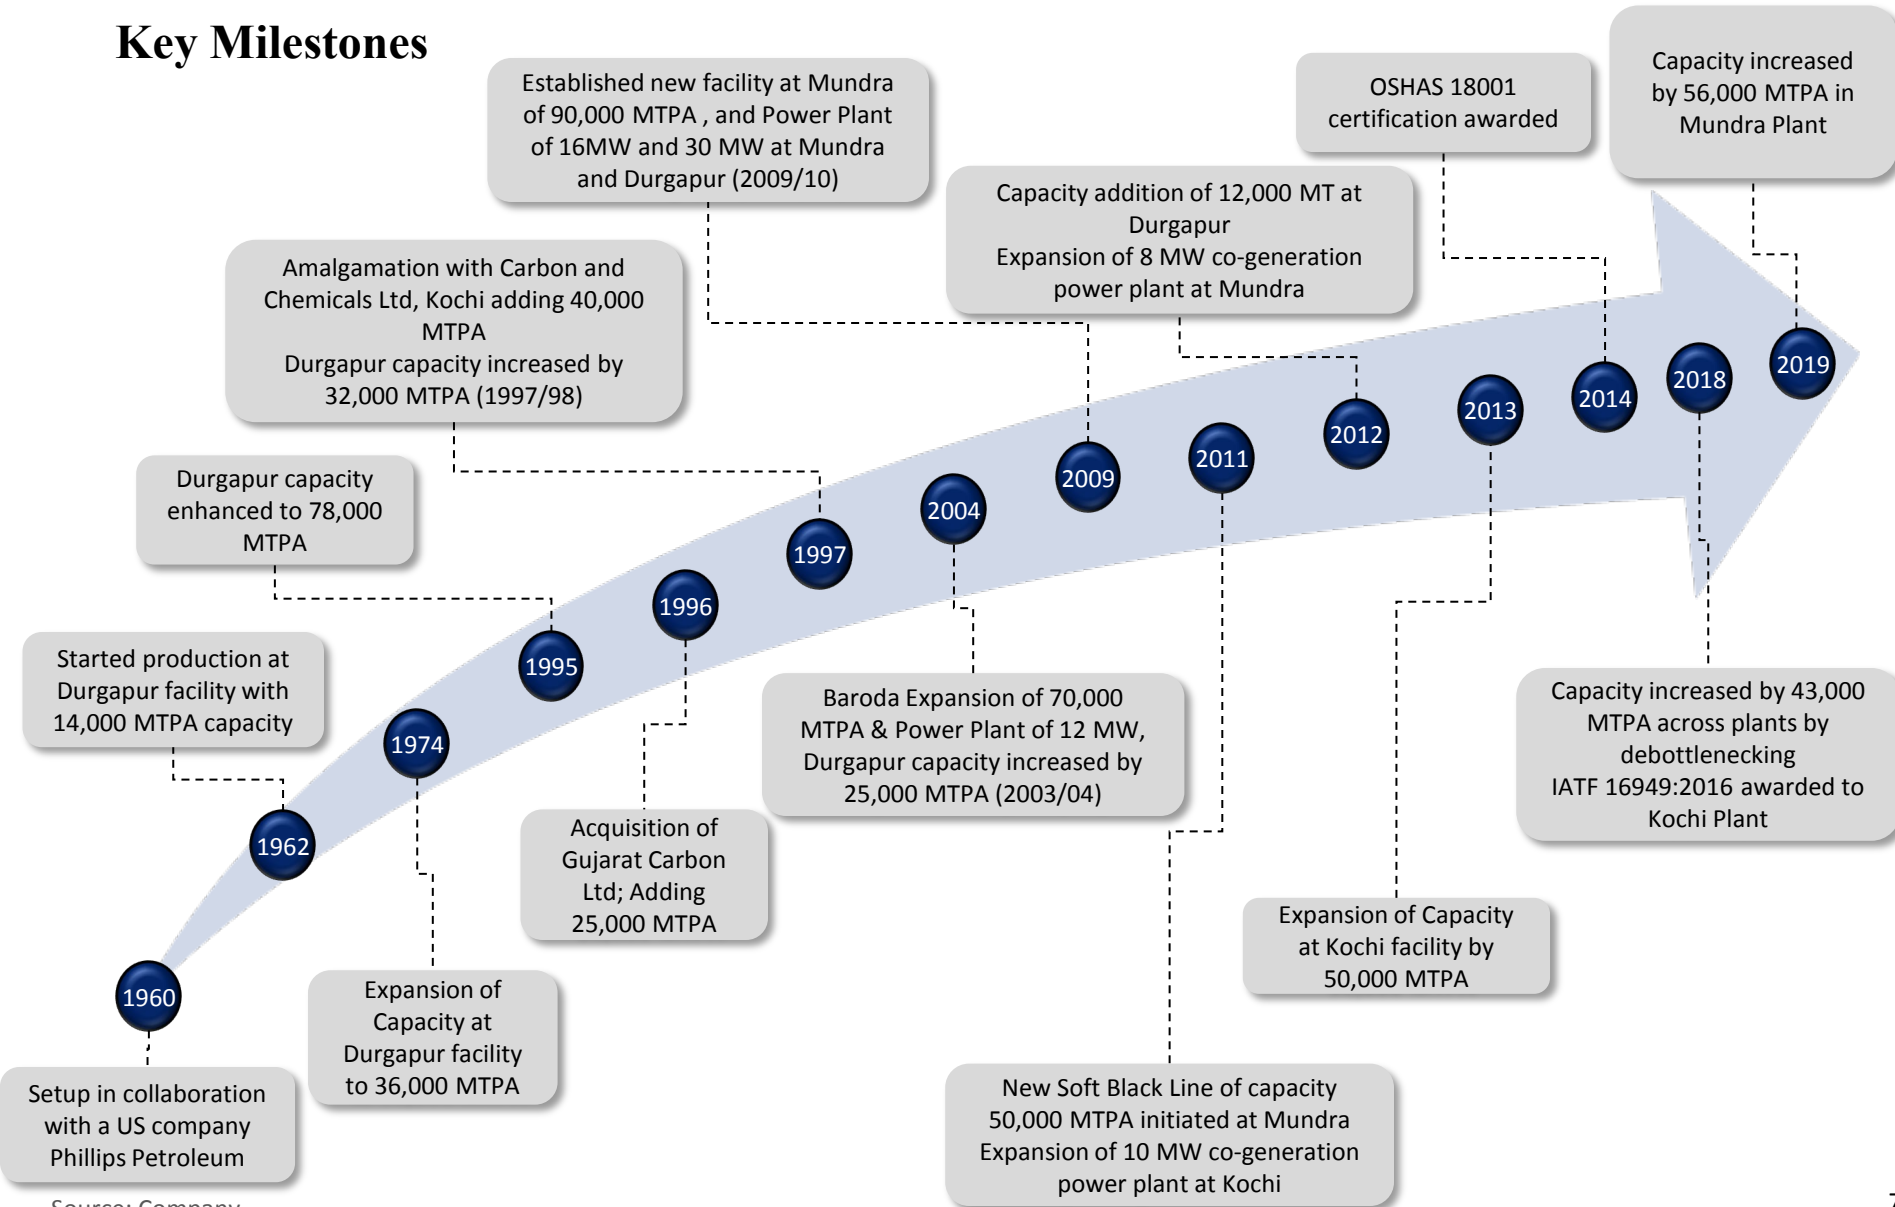 Key Milestones
Established new facility at Mundra
of 90,000 MTPA , and Power Plant
of 16MW and 30 MW at Mundra
and Durgapur (2009/10)
OSHAS 18001
certification awarded
Capacity increased
by 56,000 MTPA in
Mundra Plant
Capacity addition of 12,000 MT at
Durgapur
Expansion of 8 MW co-generation
power plant at Mundra
Amalgamation with Carbon and
Chemicals Ltd, Kochi adding 40,000
MTPA
Durgapur capacity increased by
32,000 MTPA (1997/98)
Durgapur capacity
enhanced to 78,000
MTPA
Started production at
Durgapur facility with
14,000 MTPA capacity
1960
1962
1974
1995
1996
1997
2004
2009
2011
2012
2013
2014
2018
2019
Setup in collaboration
with a US company
Phillips Petroleum
Expansion of
Capacity at
Durgapur facility
to 36,000 MTPA
Acquisition of
Gujarat Carbon
Ltd; Adding
25,000 MTPA
Baroda Expansion of 70,000
MTPA & Power Plant of 12 MW,
Durgapur capacity increased by
25,000 MTPA (2003/04)
New Soft Black Line of capacity
50,000 MTPA initiated at Mundra
Expansion of 10 MW co-generation
power plant at Kochi
Expansion of Capacity
at Kochi facility by
50,000 MTPA
Capacity increased by 43,000
MTPA across plants by
debottlenecking
IATF 16949:2016 awarded to
Kochi Plant
Source: Company
7